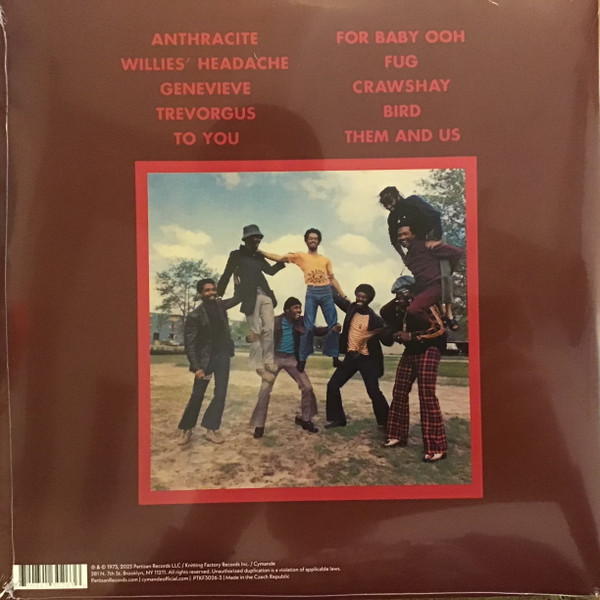 ANTHRACITE
WILLIES' HEADACHE
GENEVIEVE
TREVORGUS
TO YOU
FOR BABY OOH
FUG
CRAWSHAY
BIRD
THEM AND US
℗ & © 1973, 2023 Partisan Records LLC / Knitting Factory Records Inc. / Cymande
281 N. 7th St. Brooklyn, NY 11211. All rights reserved. Unauthorized duplication is a violation of applicable laws.
PartisanRecords.com | cymandeofficial.com | PTKF3026-3 | Made in the Czech Republic